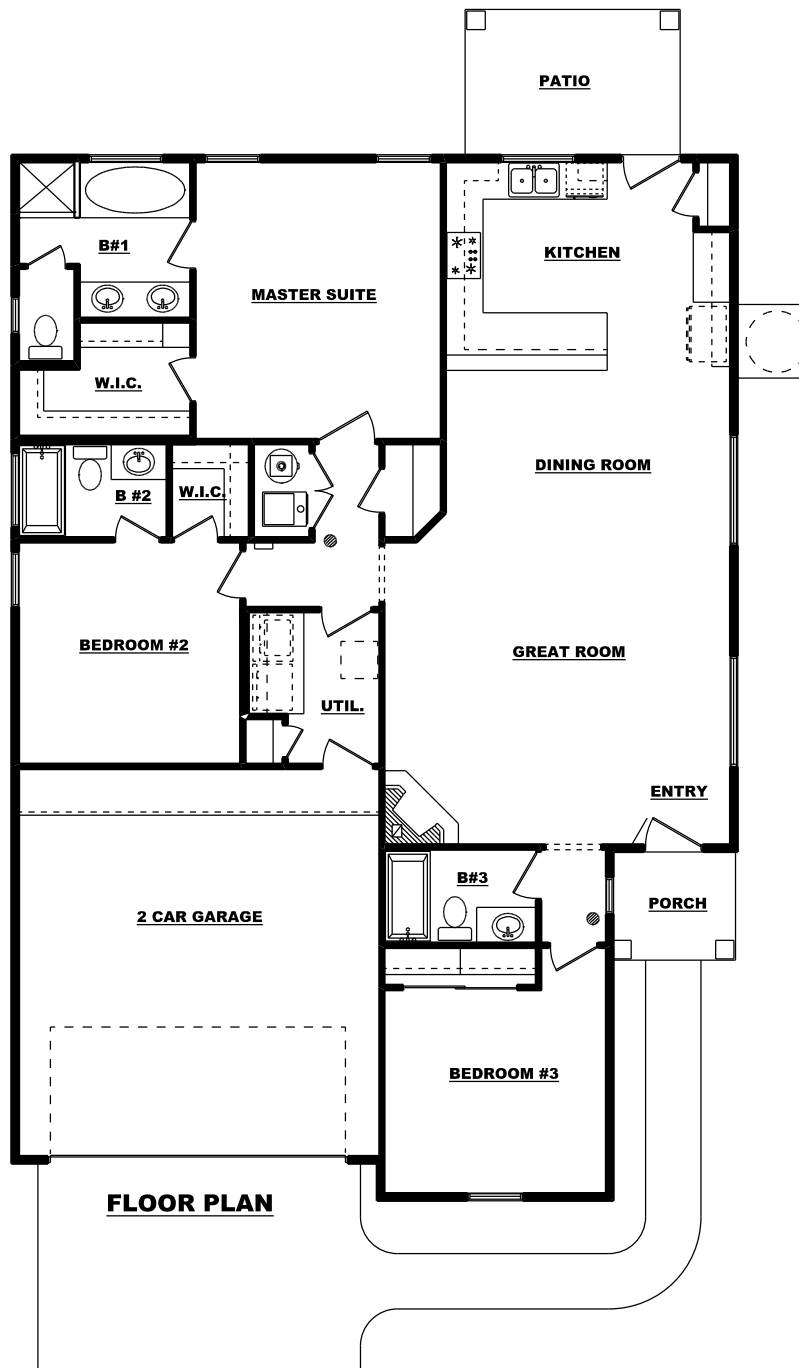 PATIO
B#1
KITCHEN
MASTER SUITE
W.I.C.
DINING ROOM
B #2
W.I.C.
BEDROOM #2
GREAT ROOM
UTIL.
ENTRY
B#3
PORCH
2 CAR GARAGE
BEDROOM #3
FLOOR PLAN